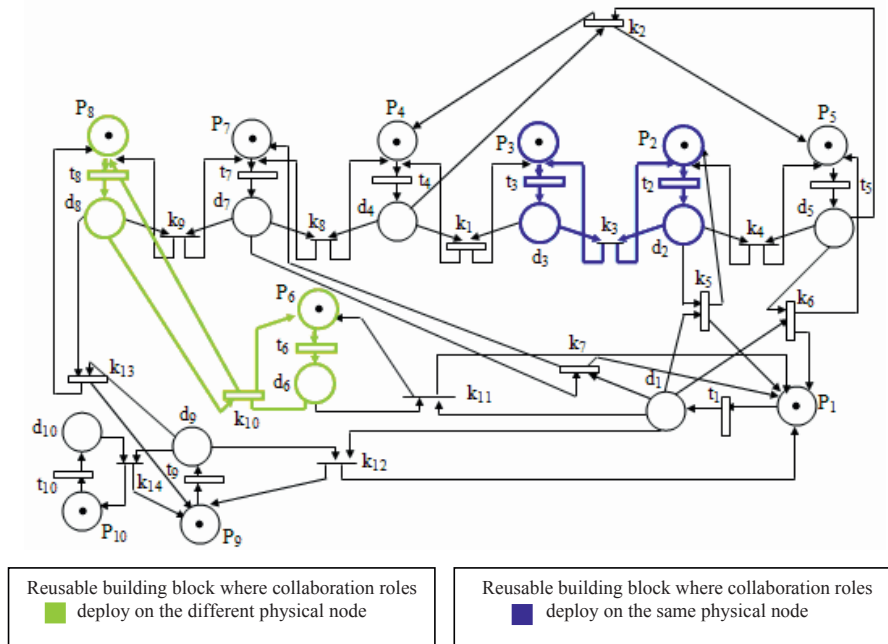 k2
P8
P7
P4
P3
P2
P5
t8
t7
t4
t3
t2
t5
d8
k9
d7
k8
d4
k1
d3
k3
d2
k4
d5
P6
k5
k6
t6
k7
k13
d6
d1
k10
k11
t1
P1
d10
d9
k12
t10
k14
t9
P10
P9
Reusable building block where collaboration roles
deploy on the different physical node
Reusable building block where collaboration roles
deploy on the same physical node